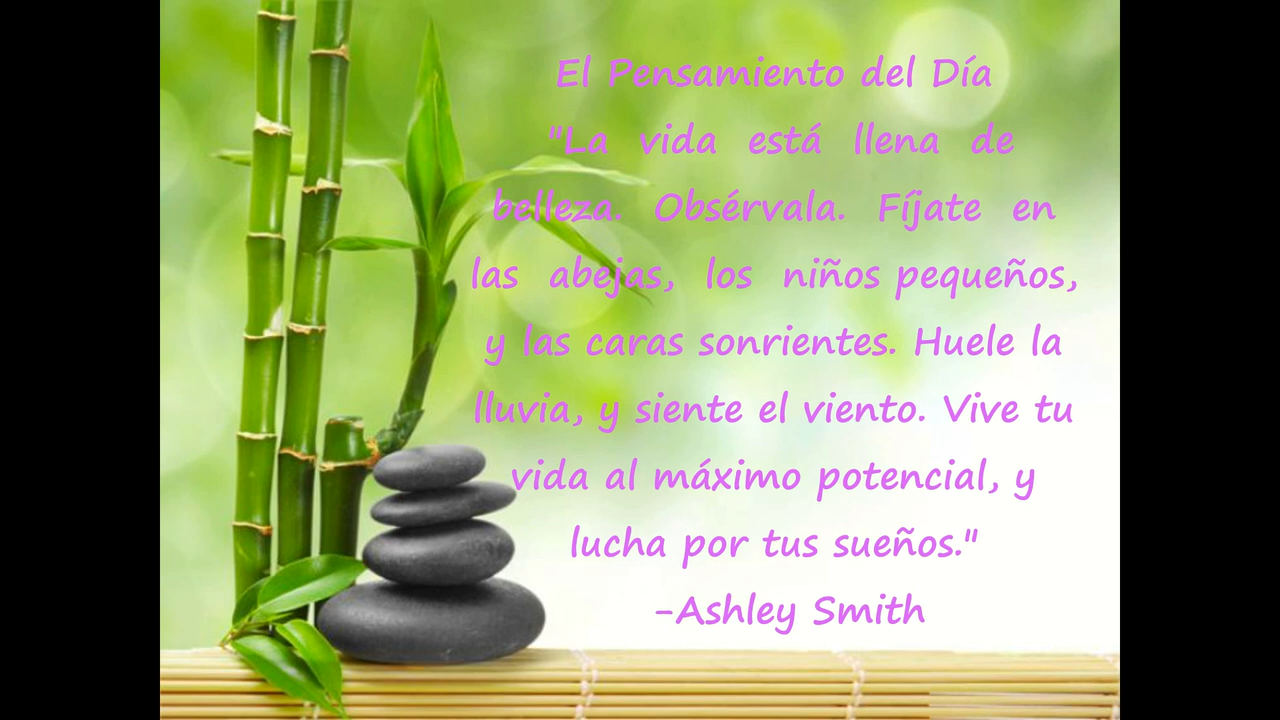 El Pensamiento del Día
"La vida está llena de
belleza. Obsérvala. Fíjate en
las abejas, los niños pequeños,
y las caras sonrientes. Huele la
lluvia, y siente el viento. Vive tu
vida al máximo potencial, y
lucha por tus sueños."
-Ashley Smith